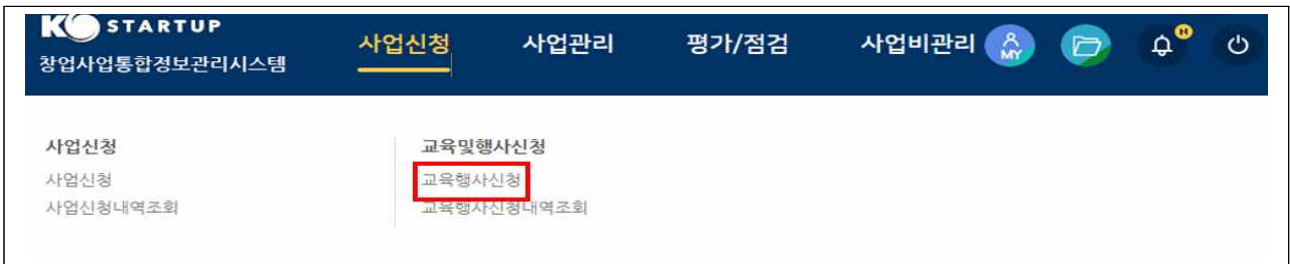 K STARTUP
창업사업통합정보관리시스템
사업신청 사업관리 평가/점검 사업비관리 MY N
사업신청
사업신청
사업신청내역조회
교육및행사신청
교육행사신청
교육행사신청내역조회